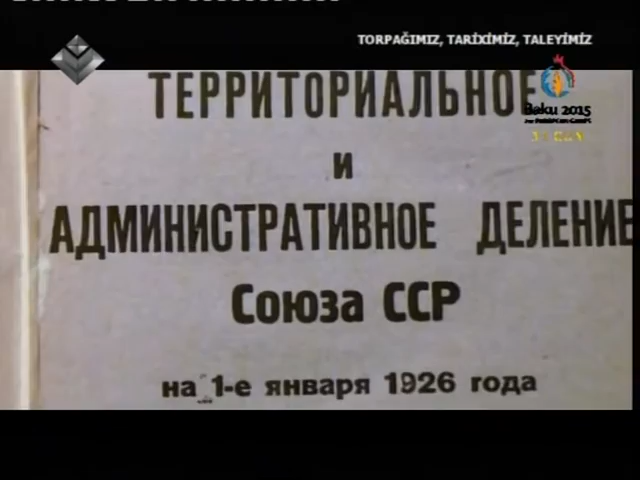 TORPAĞIMIZ, TARİXİMİZ, TALEYİMİZ
ТЕРРИТОРИАЛЬНОЕ
Baku 2015
и
АДМИНИСТРАТИВНОЕ ДЕЛЕНИЕ
Союза ССР
на 1-е января 1926 года